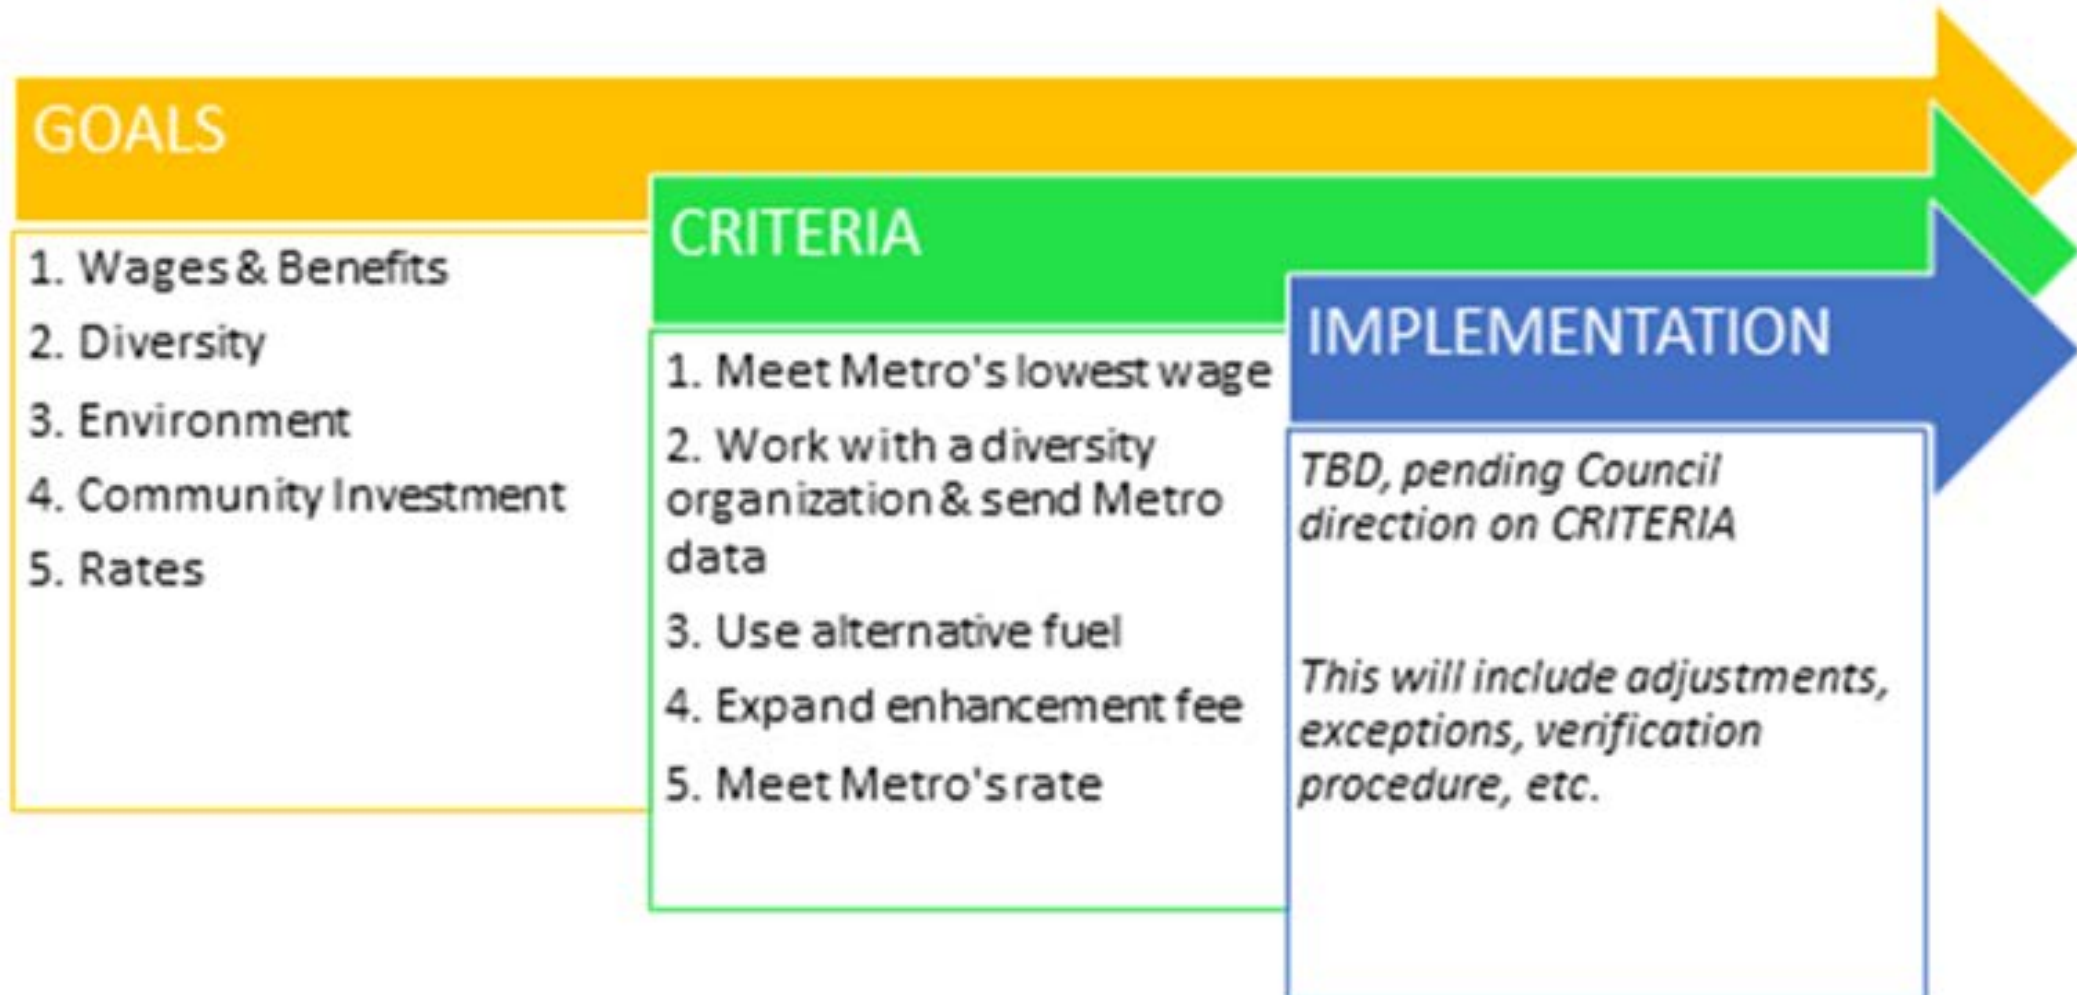 GOALS
1. Wages & Benefits
2. Diversity
3. Environment
4. Community Investment
5. Rates
CRITERIA
1. Meet Metro's lowest wage
2. Work with a diversity
organization & send Metro
data
3. Use alternative fuel
4. Expand enhancement fee
5. Meet Metro's rate
IMPLEMENTATION
TBD, pending Council
direction on CRITERIA
This will include adjustments,
exceptions, verification
procedure, etc.